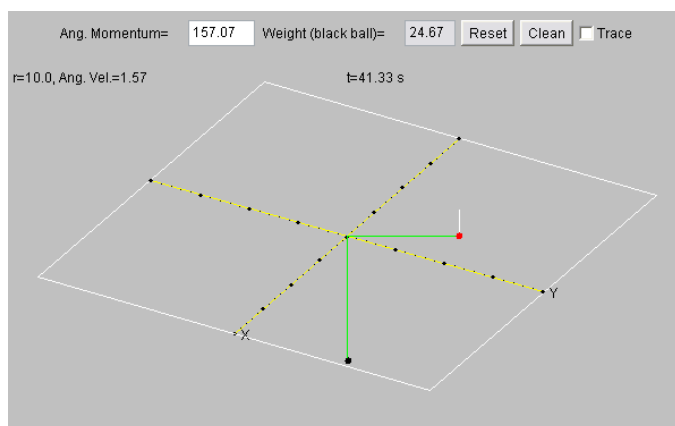 Ang. Momentum= 157.07 Weight (black ball)= 24.67 Reset Clean Trace
r=10.0, Ang. Vel.=1.57 t=41.33 s
Y
X